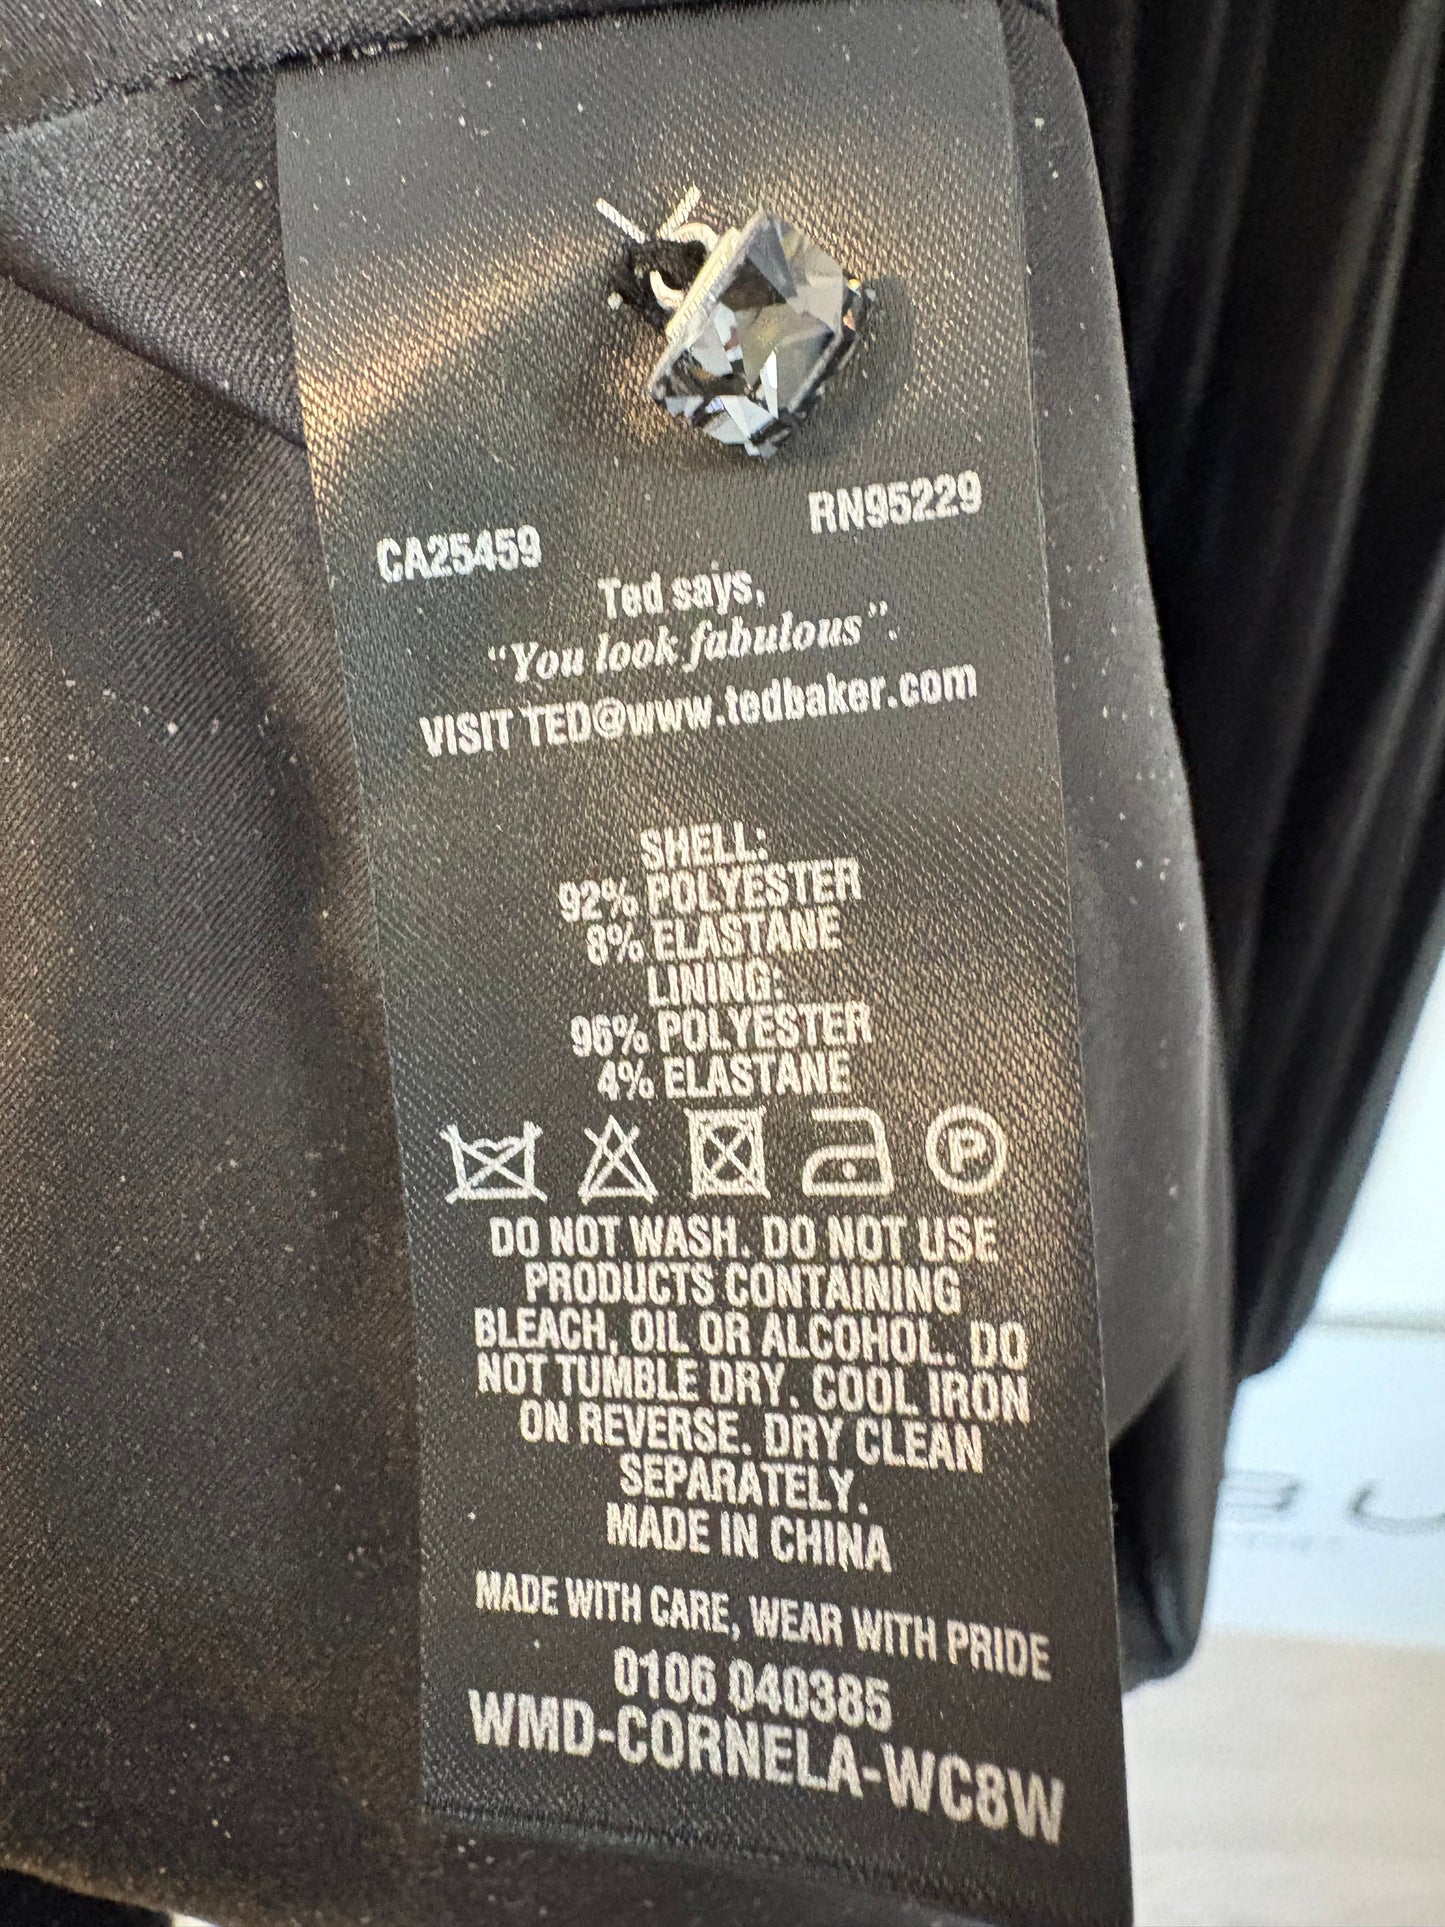 CA25459
RN95229
Ted says,
"You look fabulous".
VISIT TED@www.tedbaker.com
SHELL:
92% POLYESTER
8% ELASTANE
LINING:
96% POLYESTER
4% ELASTANE
P
DO NOT WASH. DO NOT USE
PRODUCTS CONTAINING
BLEACH, OIL OR ALCOHOL. DO
NOT TUMBLE DRY. COOL IRON
ON REVERSE. DRY CLEAN
SEPARATELY.
MADE IN CHINA
MADE WITH CARE, WEAR WITH PRIDE
0106 040385
WMD-CORNELA-WC8W